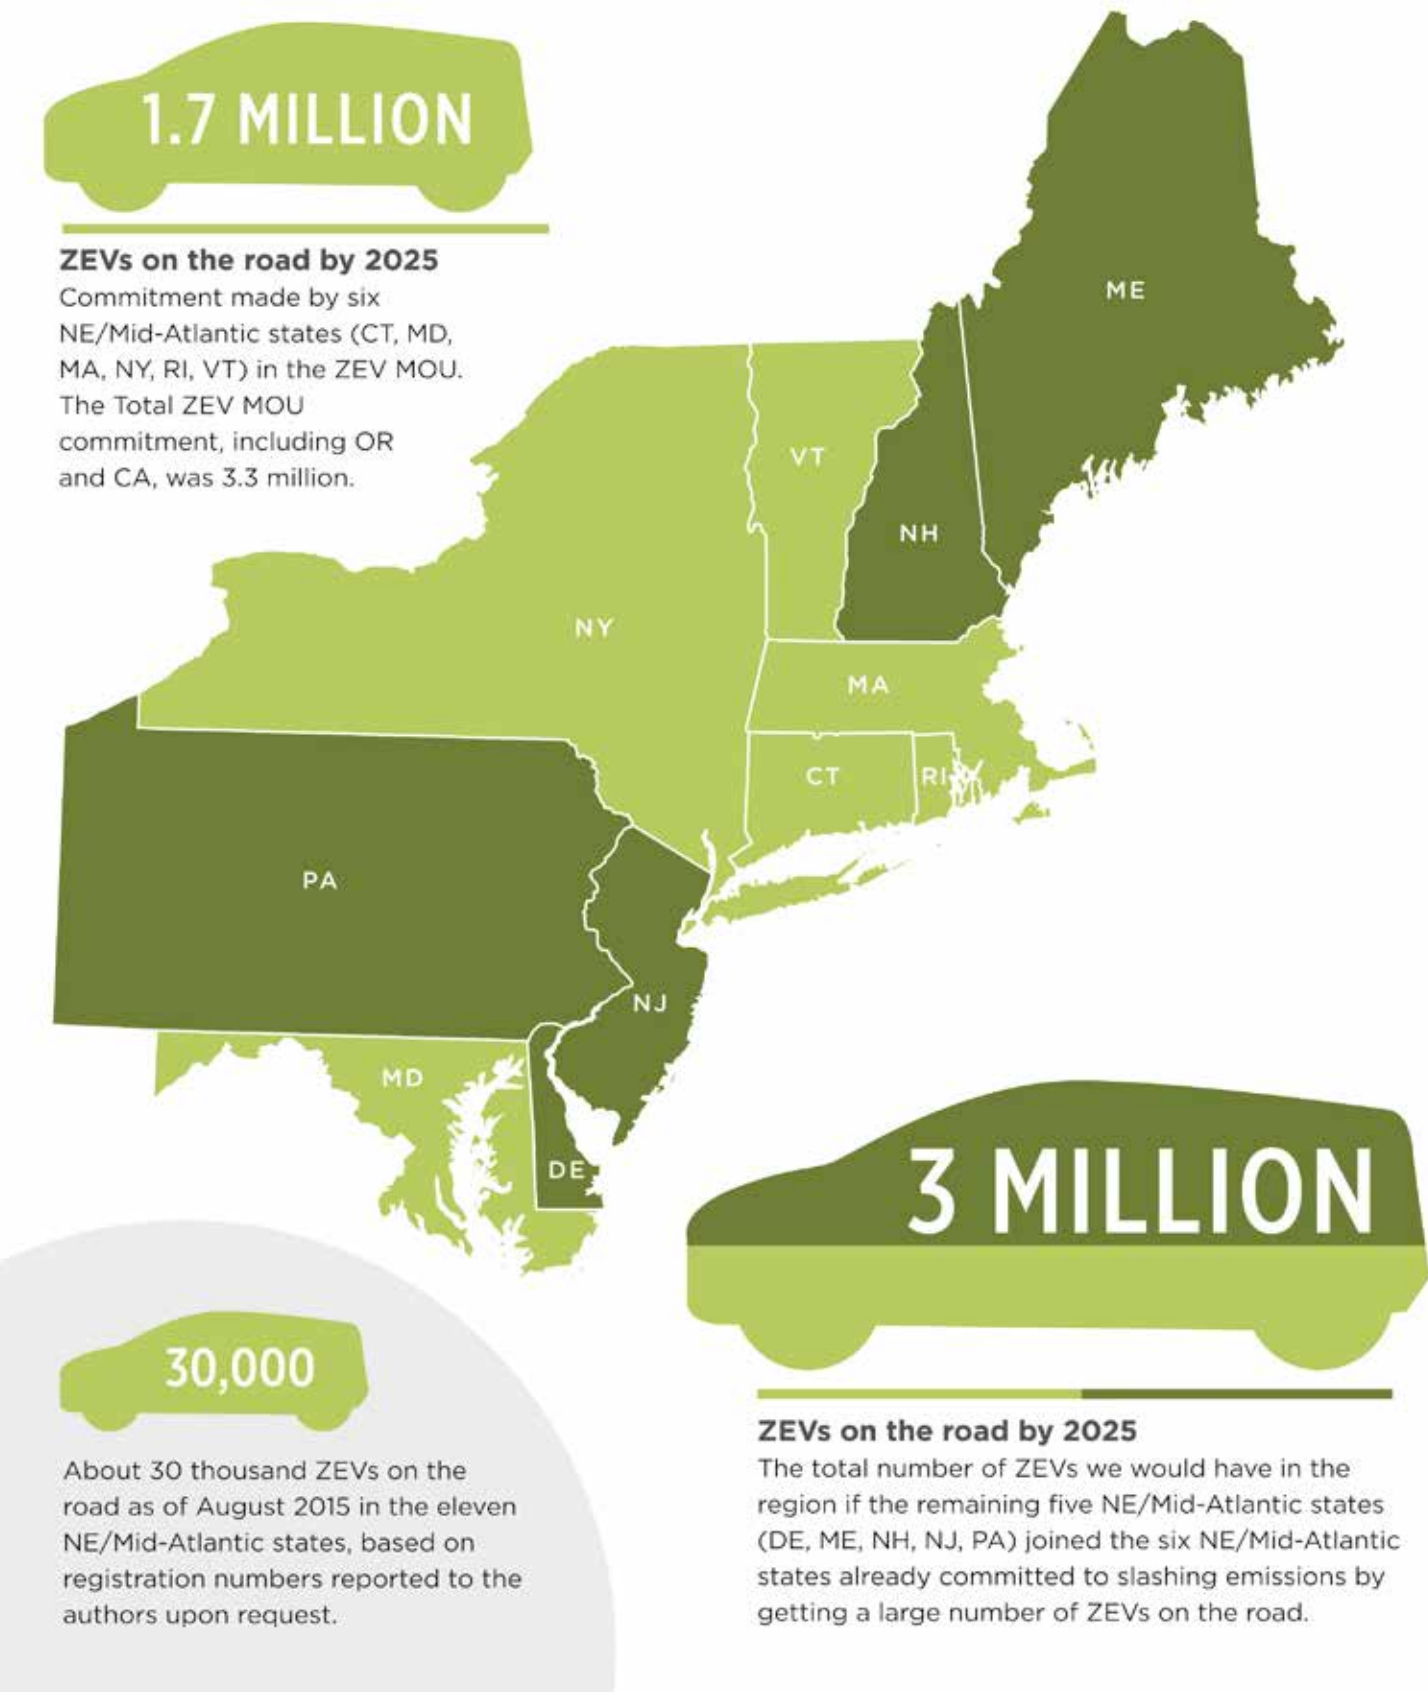 1.7 MILLION
ZEVs on the road by 2025
Commitment made by six
NE/Mid-Atlantic states (CT, MD,
MA, NY, RI, VT) in the ZEV MOU.
The Total ZEV MOU
commitment, including OR
and CA, was 3.3 million.
ME
VT
NH
NY
MA
CT
RI
PA
NJ
MD
DE
3 MILLION
ZEVs on the road by 2025
The total number of ZEVs we would have in the
region if the remaining five NE/Mid-Atlantic states
(DE, ME, NH, NJ, PA) joined the six NE/Mid-Atlantic
states already committed to slashing emissions by
getting a large number of ZEVs on the road.
30,000
About 30 thousand ZEVs on the
road as of August 2015 in the eleven
NE/Mid-Atlantic states, based on
registration numbers reported to the
authors upon request.